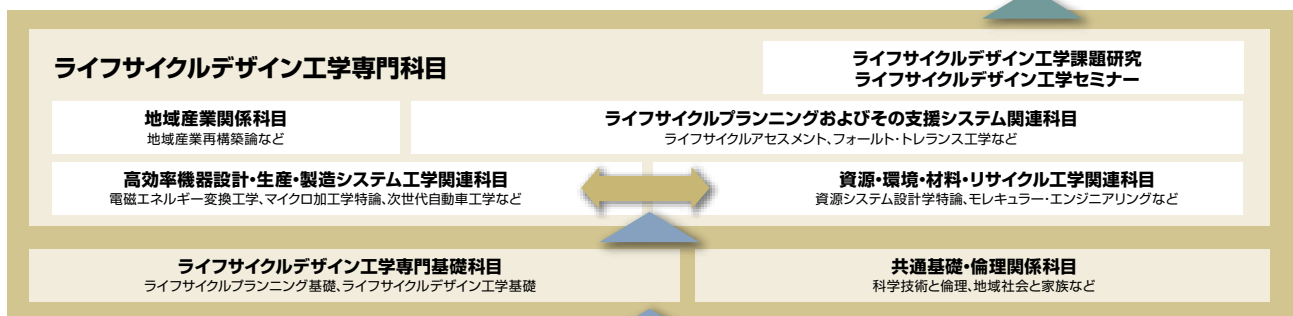 ライフサイクルデザイン工学専門科目
ライフサイクルデザイン工学課題研究
ライフサイクルデザイン工学セミナー
地域産業関係科目
地域産業再構築論など
ライフサイクルプランニングおよびその支援システム関連科目
ライフサイクルアセスメント、フォールト・トレランス工学など
高効率機器設計・生産・製造システム工学関連科目
電磁エネルギー変換工学、マイクロ加工学特論、次世代自動車工学など
資源・環境・材料・リサイクル工学関連科目
資源システム設計学特論、モレキュラー・エンジニアリングなど
ライフサイクルデザイン工学専門基礎科目
ライフサイクルプランニング基礎、ライフサイクルデザイン工学基礎
共通基礎・倫理関係科目
科学技術と倫理、地域社会と家族など